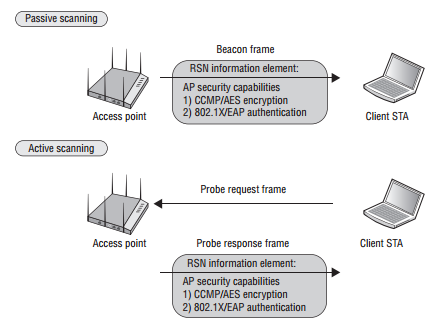 Passive scanning
Beacon frame
RSN information element:
AP security capabilities
1) CCMP/AES encryption
2) 802.1X/EAP authentication
Access point
Client STA
Active scanning
Probe request frame
Access point
Probe response frame
Client STA
RSN information element:
AP security capabilities
1) CCMP/AES encryption
2) 802.1X/EAP authentication